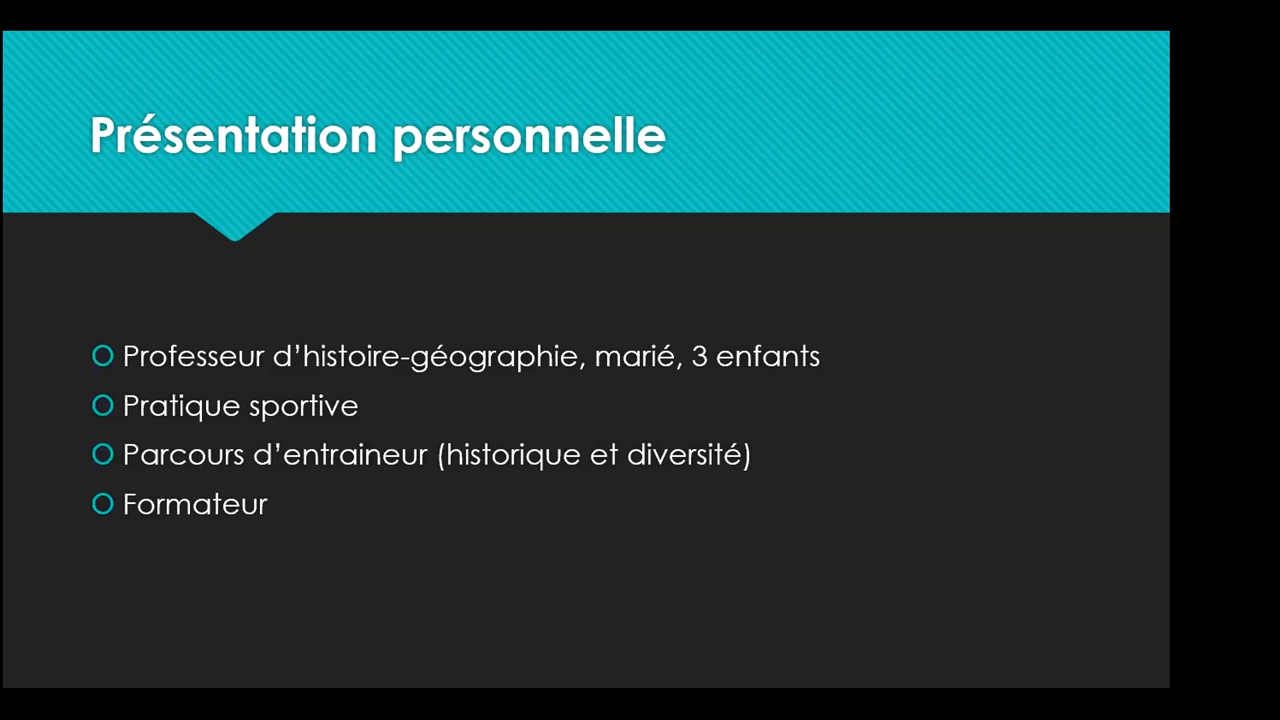 Présentation personnelle
Professeur d’histoire-géographie, marié, 3 enfants
Pratique sportive
Parcours d’entraineur (historique et diversité)
Formateur